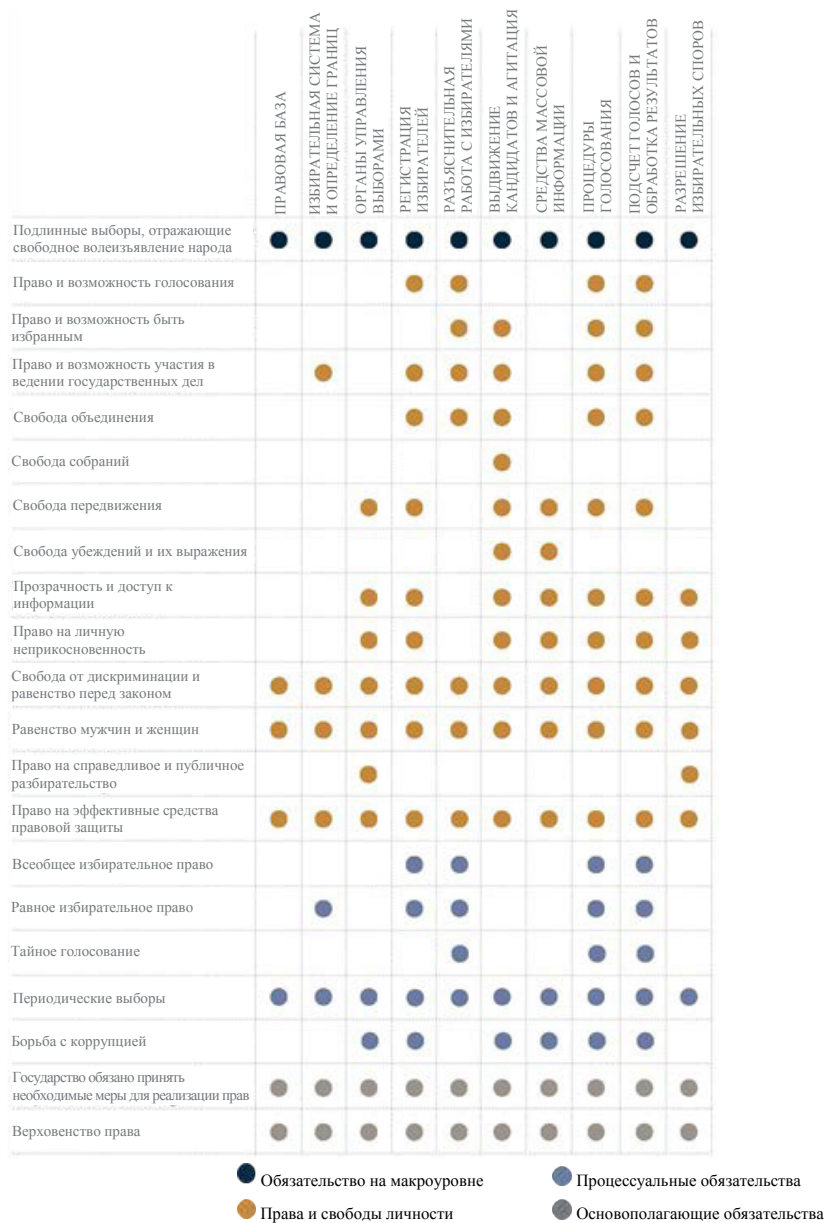 ПРАВОВАЯ БАЗА
ИЗБИРАТЕЛЬНАЯ СИСТЕМА
И ОПРЕДЕЛЕНИЕ ГРАНИЦ
ОРГАНЫ УПРАВЛЕНИЯ
ВЫБОРАМИ
РЕГИСТРАЦИЯ
ИЗБИРАТЕЛЕЙ
РАЗЪЯСНИТЕЛЬНАЯ
РАБОТА С ИЗБИРАТЕЛЯМИ
ВЫДВИЖЕНИЕ
КАНДИДАТОВ И АГИТАЦИЯ
СРЕДСТВА МАССОВОЙ
ИНФОРМАЦИИ
ПРОЦЕДУРЫ
ГОЛОСОВАНИЯ
ПОДСЧЕТ ГОЛОСОВ И
ОБРАБОТКА РЕЗУЛЬТАТОВ
РАЗРЕШЕНИЕ
ИЗБИРАТЕЛЬНЫХ СПОРОВ
Подлинные выборы, отражающие
свободное волеизъявление народа
Право и возможность голосования
Право и возможность быть
избранным
Право и возможность участия в
ведении государственных дел
Свобода объединения
Свобода собраний
Свобода передвижения
Свобода убеждений и их выражения
Прозрачность и доступ к
информации
Право на личную
неприкосновенность
Свобода от дискриминации и
равенство перед законом
Равенство мужчин и женщин
Право на справедливое и публичное
разбирательство
Право на эффективные средства
правовой защиты
Всеобщее избирательное право
Равное избирательное право
Тайное голосование
Периодические выборы
Борьба с коррупцией
Государство обязано принять
необходимые меры для реализации прав
Верховенство права
Обязательство на макроуровне
Процессуальные обязательства
Права и свободы личности
Основополагающие обязательства